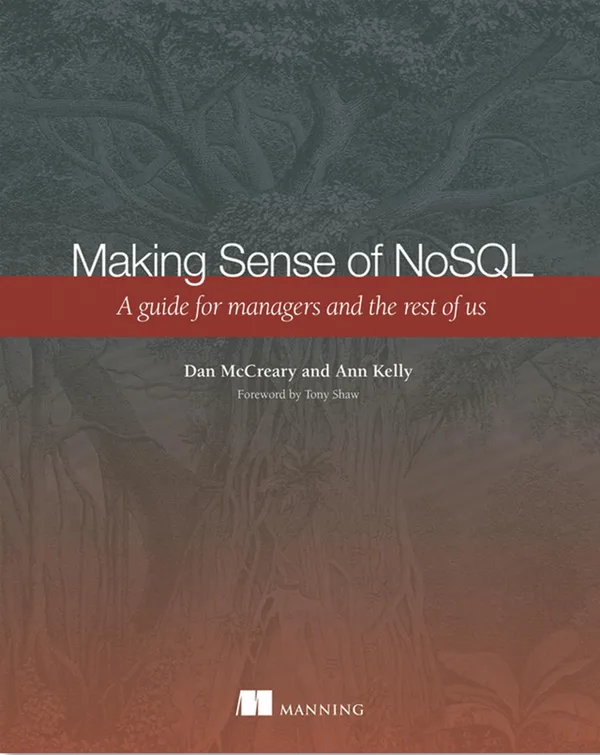 Making Sense of NoSQL
A guide for managers and the rest of us
Dan McCreary and Ann Kelly
Foreword by Tony Shaw
MANNING